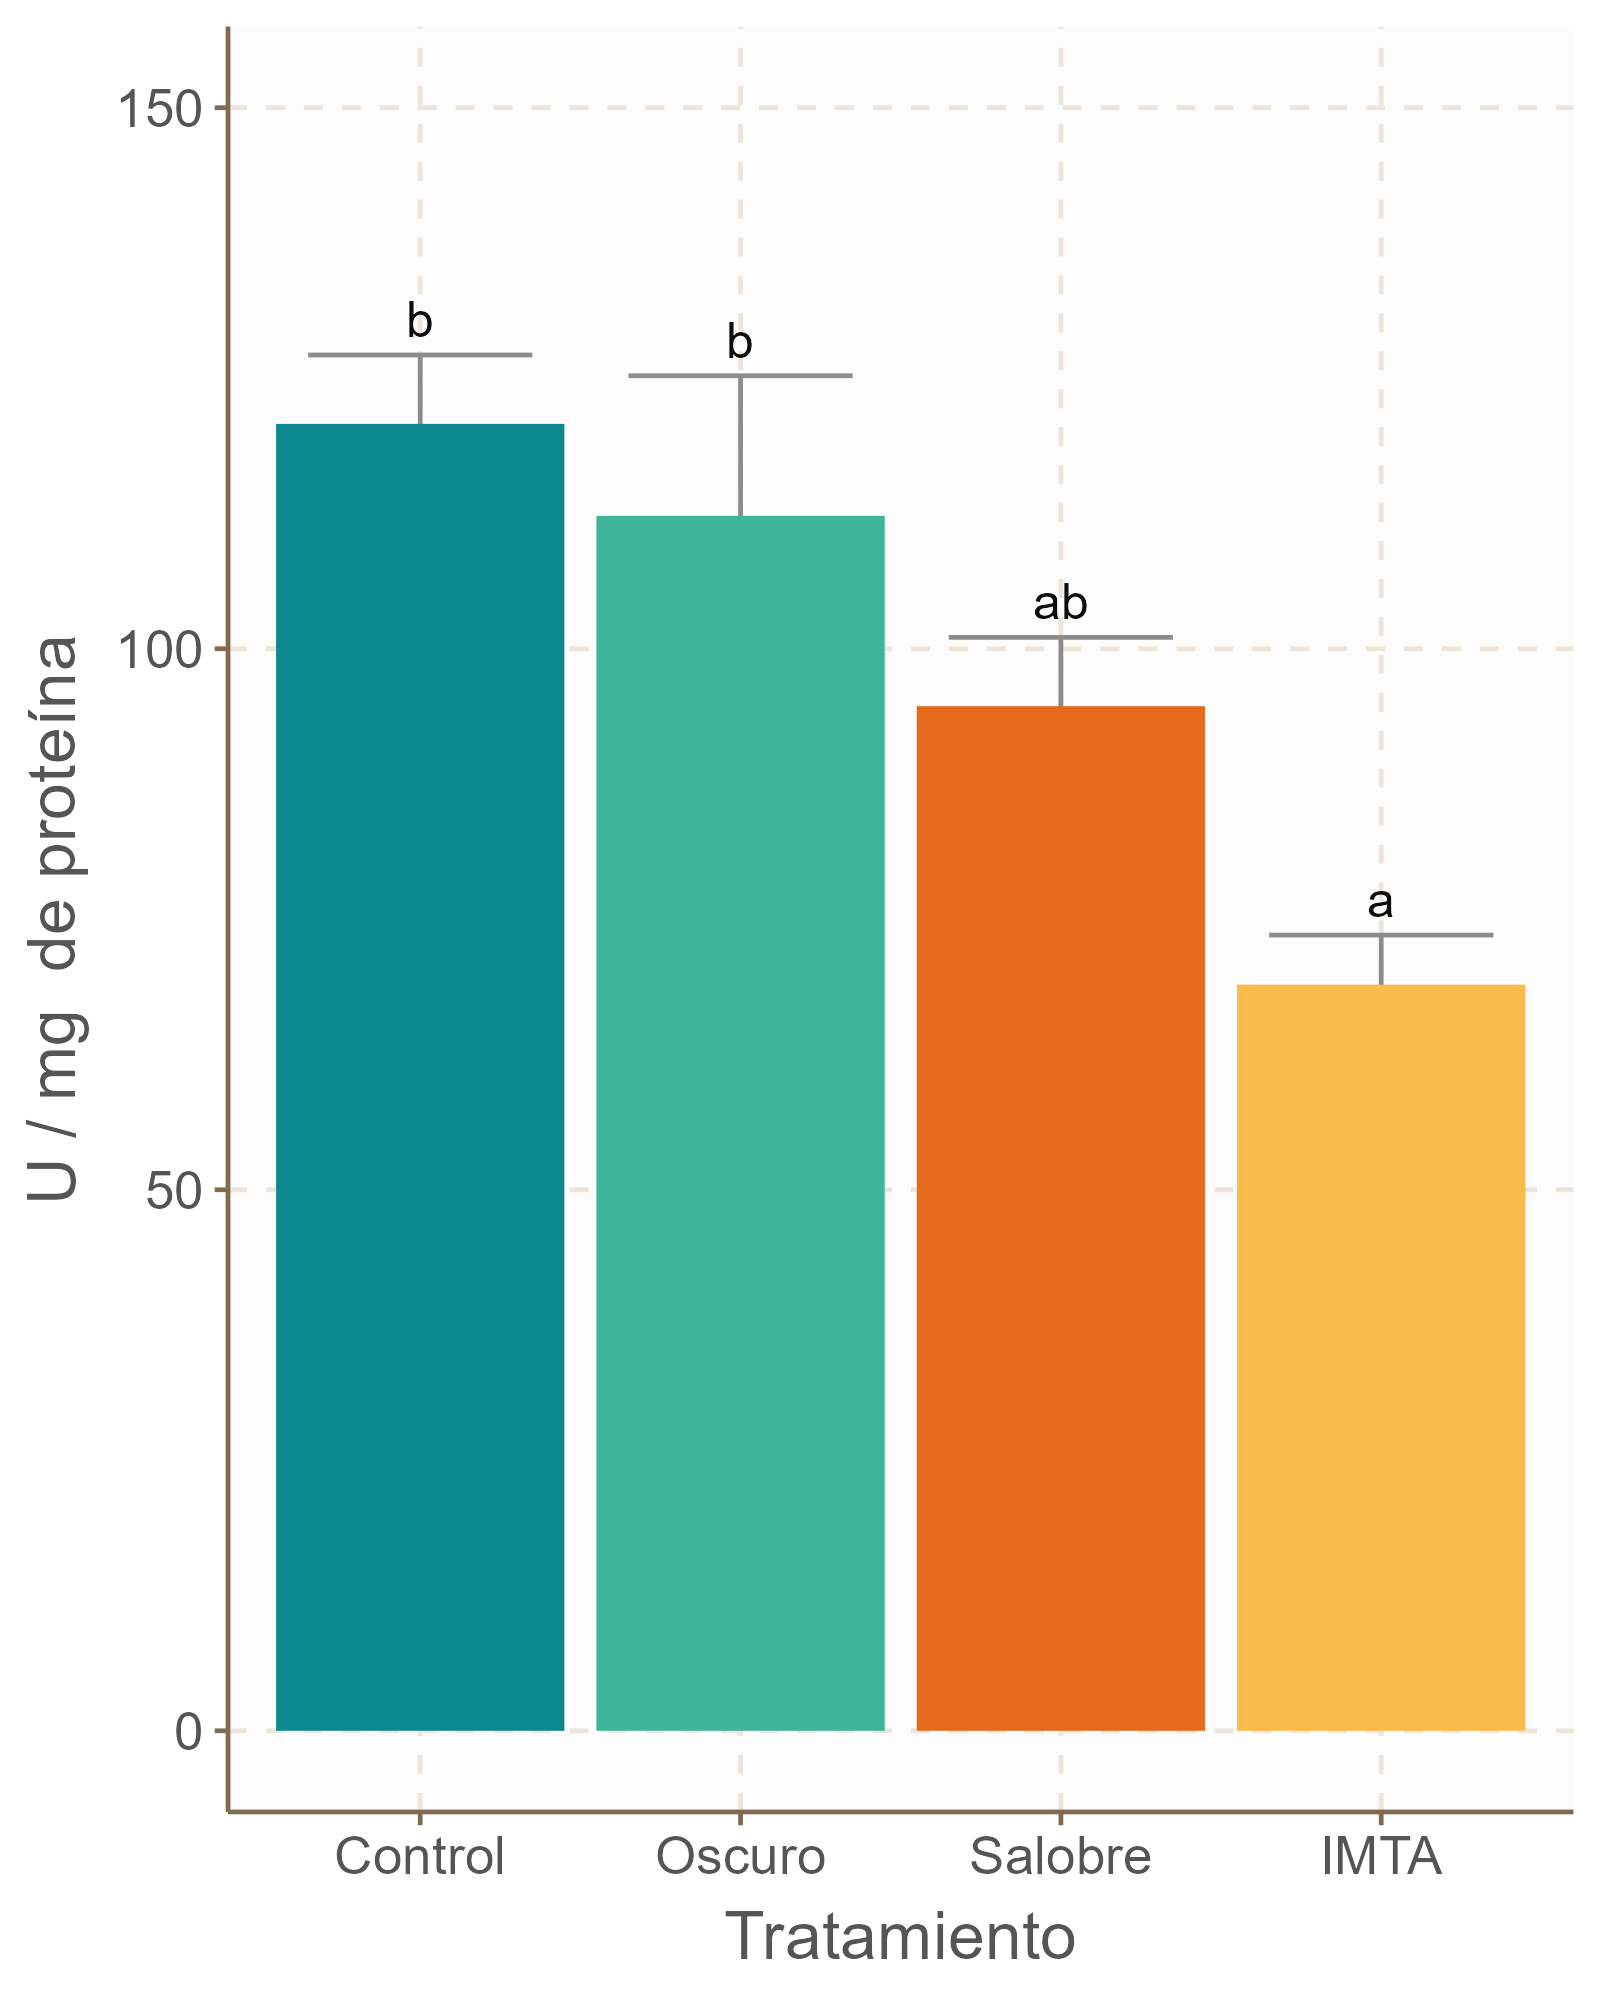 150
100
50
0
U / mg  de proteína
b
b
ab
a
Control
Oscuro
Salobre
IMTA
Tratamiento